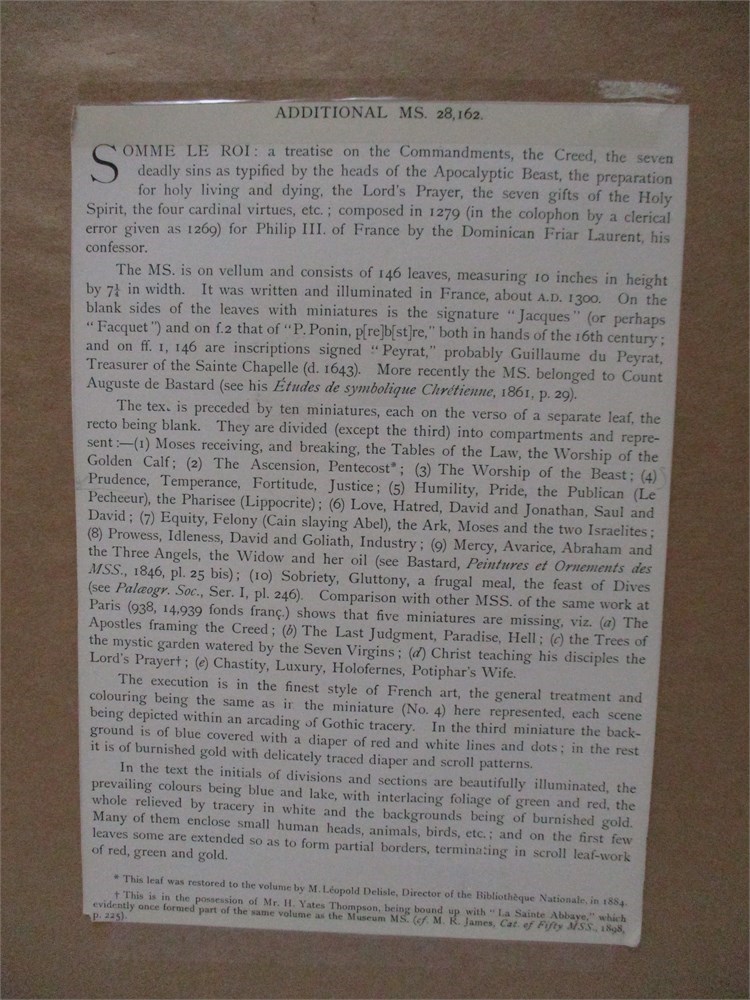 ADDITIONAL MS. 28,162.
SOMME LE ROI: a treatise on the Commandments, the Creed, the seven
deadly sins as typified by the heads of the Apocalyptic Beast, the preparation
for holy living and dying, the Lord's Prayer, the seven gifts of the Holy
Spirit, the four cardinal virtues, etc.; composed in 1279 (in the colophon by a clerical
error given as 1269) for Philip III. of France by the Dominican Friar Laurent, his
confessor.
The MS. is on vellum and consists of 146 leaves, measuring 10 inches in height
by 7¼ in width. It was written and illuminated in France, about A.D. 1300. On the
blank sides of the leaves with miniatures is the signature "Jacques" (or perhaps
"Facquet") and on f.2 that of "P. Ponin, p[re]b[st]re," both in hands of the 16th century;
and on ff. 1, 146 are inscriptions signed "Peyrat," probably Guillaume du Peyrat,
Treasurer of the Sainte Chapelle (d. 1643). More recently the MS. belonged to Count
Auguste de Bastard (see his Études de symbolique Chrétienne, 1861, p. 29).
The tex. is preceded by ten miniatures, each on the verso of a separate leaf, the
recto being blank. They are divided (except the third) into compartments and repre-
sent:—(1) Moses receiving, and breaking, the Tables of the Law, the Worship of the
Golden Calf; (2) The Ascension, Pentecost*; (3) The Worship of the Beast; (4)
Prudence, Temperance, Fortitude, Justice; (5) Humility, Pride, the Publican (Le
Pecheeur), the Pharisee (Lippocrite); (6) Love, Hatred, David and Jonathan, Saul and
David; (7) Equity, Felony (Cain slaying Abel), the Ark, Moses and the two Israelites;
(8) Prowess, Idleness, David and Goliath, Industry; (9) Mercy, Avarice, Abraham and
the Three Angels, the Widow and her oil (see Bastard, Peintures et Ornements des
MSS., 1846, pl. 25 bis); (10) Sobriety, Gluttony, a frugal meal, the feast of Dives
(see Palæogr. Soc., Ser. I, pl. 246). Comparison with other MSS. of the same work at
Paris (938, 14,939 fonds franç.) shows that five miniatures are missing, viz. (a) The
Apostles framing the Creed; (b) The Last Judgment, Paradise, Hell; (c) the Trees of
the mystic garden watered by the Seven Virgins; (d) Christ teaching his disciples the
Lord's Prayer†; (e) Chastity, Luxury, Holofernes, Potiphar's Wife.
The execution is in the finest style of French art, the general treatment and
colouring being the same as in the miniature (No. 4) here represented, each scene
being depicted within an arcading of Gothic tracery. In the third miniature the back-
ground is of blue covered with a diaper of red and white lines and dots; in the rest
it is of burnished gold with delicately traced diaper and scroll patterns.
In the text the initials of divisions and sections are beautifully illuminated, the
prevailing colours being blue and lake, with interlacing foliage of green and red, the
whole relieved by tracery in white and the backgrounds being of burnished gold.
Many of them enclose small human heads, animals, birds, etc.; and on the first few
leaves some are extended so as to form partial borders, terminating in scroll leaf-work
of red, green and gold.
* This leaf was restored to the volume by M. Léopold Delisle, Director of the Bibliothèque Nationale, in 1884.
† This is in the possession of Mr. H. Yates Thompson, being bound up with "La Sainte Abbaye," which
evidently once formed part of the same volume as the Museum MS. (cf. M. R. James, Cat. of Fifty MSS., 1898,
p. 225).